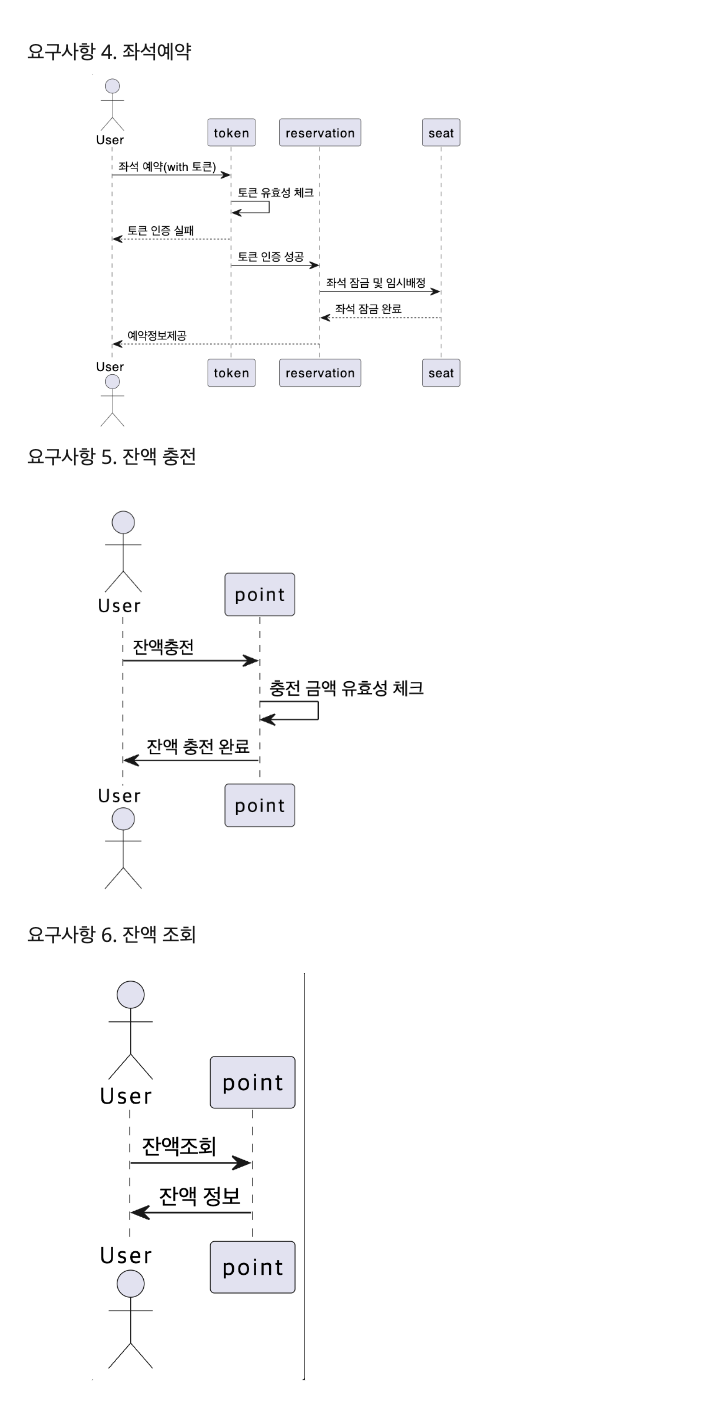 요구사항 4. 좌석예약
User
token
reservation
seat
좌석 예약(with 토큰)
토큰 유효성 체크
토큰 인증 실패
토큰 인증 성공
좌석 잠금 및 임시배정
좌석 잠금 완료
예약정보제공
User
token
reservation
seat
요구사항 5. 잔액 충전
User
point
잔액충전
충전 금액 유효성 체크
잔액 충전 완료
User
point
요구사항 6. 잔액 조회
User
point
잔액조회
잔액 정보
User
point